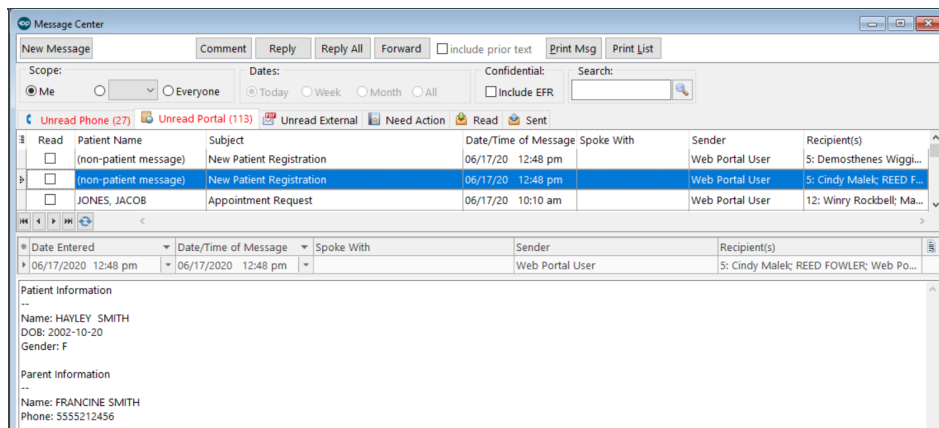 Message Center
New Message Comment Reply Reply All Forward include prior text Print Msg Print List
Scope: Dates: Confidential: Search:
Me Everyone Today Week Month All Include EFR
Unread Phone (27) Unread Portal (113) Unread External Need Action Read Sent
Read Patient Name Subject Date/Time of Message Spoke With Sender Recipient(s)
(non-patient message) New Patient Registration 06/17/20 12:48 pm Web Portal User 5: Demosthenes Wiggi...
(non-patient message) New Patient Registration 06/17/20 12:48 pm Web Portal User 5: Cindy Malek; REED F...
JONES, JACOB Appointment Request 06/17/20 10:10 am Web Portal User 12: Winry Rockbell; Ma...
Date Entered Date/Time of Message Spoke With Sender Recipient(s)
06/17/2020 12:48 pm 06/17/2020 12:48 pm Web Portal User 5: Cindy Malek; REED FOWLER; Web Po...
Patient Information
--
Name: HAYLEY  SMITH
DOB: 2002-10-20
Gender: F
Parent Information
--
Name: FRANCINE SMITH
Phone: 5555212456